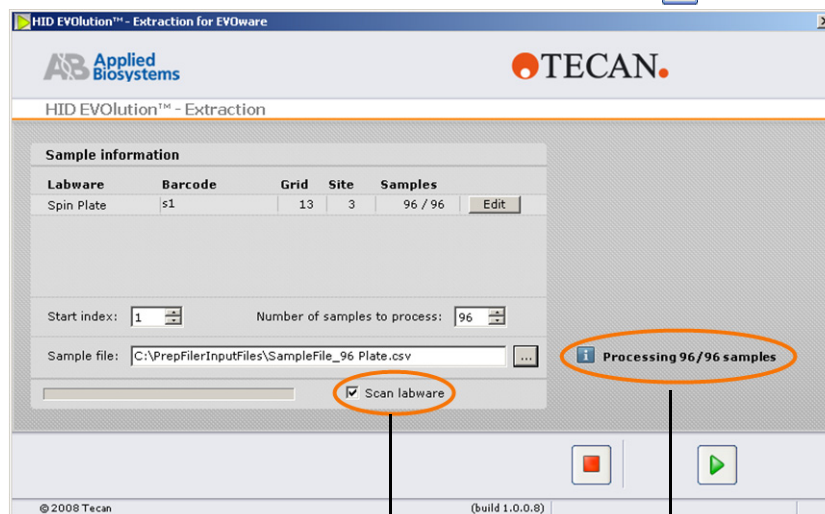 HID EVOlution™ - Extraction for EVOware
AB Applied
Biosystems
TECAN.
HID EVOlution™ - Extraction
Sample information
Labware Barcode Grid Site Samples
Spin Plate s1 13 3 96 / 96 Edit
Start index: 1 Number of samples to process: 96
Sample file: C:\PrepFilerInputFiles\SampleFile_96 Plate.csv ...
i Processing 96/96 samples
Scan labware
© 2008 Tecan (build 1.0.0.8)